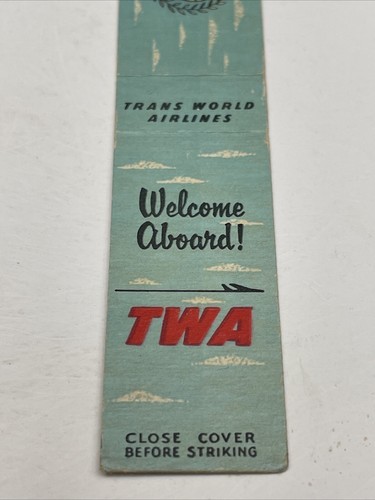 TRANS WORLD
AIRLINES
Welcome
Aboard!
TWA
CLOSE COVER
BEFORE STRIKING